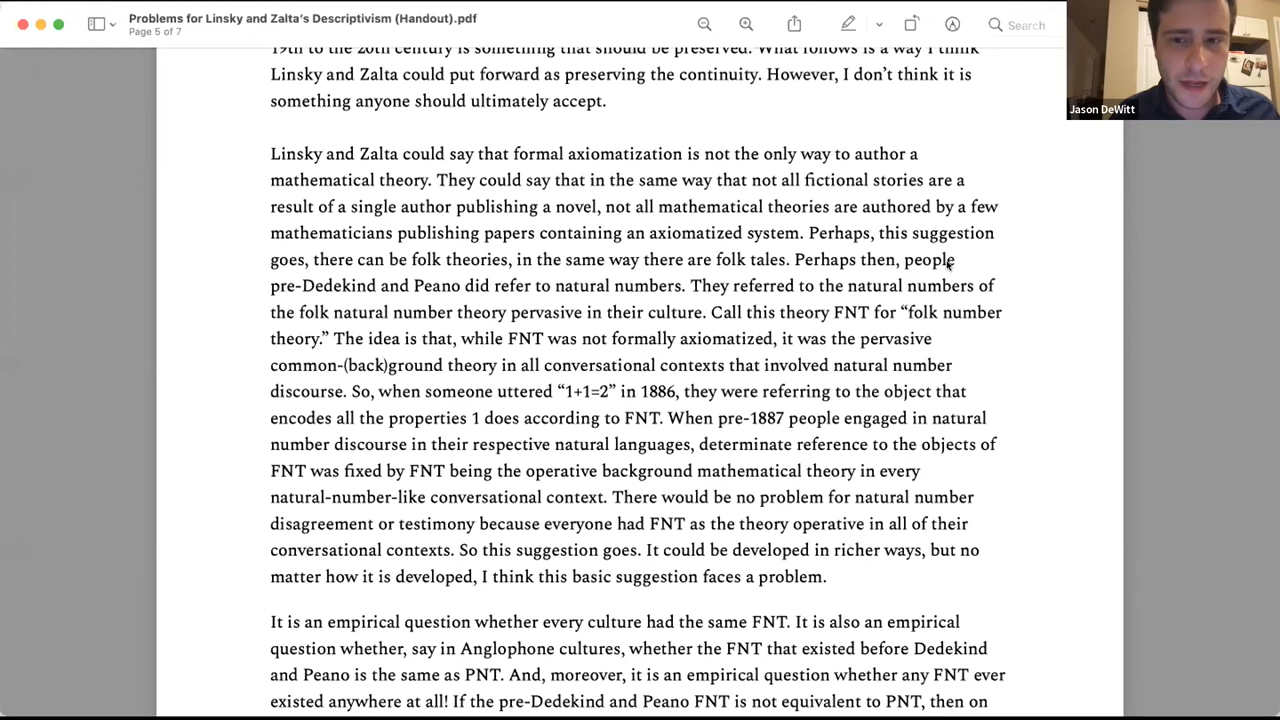 Problems for Linsky and Zalta’s Descriptivism (Handout).pdf
Page 5 of 7
Search
Jason DeWitt
19th to the 20th century is something that should be preserved. What follows is a way I think
Linsky and Zalta could put forward as preserving the continuity. However, I don’t think it is
something anyone should ultimately accept.
Linsky and Zalta could say that formal axiomatization is not the only way to author a
mathematical theory. They could say that in the same way that not all fictional stories are a
result of a single author publishing a novel, not all mathematical theories are authored by a few
mathematicians publishing papers containing an axiomatized system. Perhaps, this suggestion
goes, there can be folk theories, in the same way there are folk tales. Perhaps then, people
pre-Dedekind and Peano did refer to natural numbers. They referred to the natural numbers of
the folk natural number theory pervasive in their culture. Call this theory FNT for “folk number
theory.” The idea is that, while FNT was not formally axiomatized, it was the pervasive
common-(back)ground theory in all conversational contexts that involved natural number
discourse. So, when someone uttered “1+1=2” in 1886, they were referring to the object that
encodes all the properties 1 does according to FNT. When pre-1887 people engaged in natural
number discourse in their respective natural languages, determinate reference to the objects of
FNT was fixed by FNT being the operative background mathematical theory in every
natural-number-like conversational context. There would be no problem for natural number
disagreement or testimony because everyone had FNT as the theory operative in all of their
conversational contexts. So this suggestion goes. It could be developed in richer ways, but no
matter how it is developed, I think this basic suggestion faces a problem.
It is an empirical question whether every culture had the same FNT. It is also an empirical
question whether, say in Anglophone cultures, whether the FNT that existed before Dedekind
and Peano is the same as PNT. And, moreover, it is an empirical question whether any FNT ever
existed anywhere at all! If the pre-Dedekind and Peano FNT is not equivalent to PNT, then on